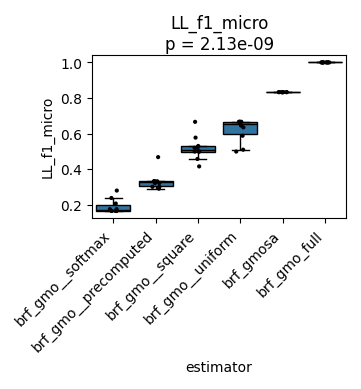 LL_f1_micro
p = 2.13e-09
LL_f1_micro
1.0
0.8
0.6
0.4
0.2
brf_gmo__softmax
brf_gmo__precomputed
brf_gmo__square
brf_gmo__uniform
brf_gmosa
brf_gmo_full
estimator